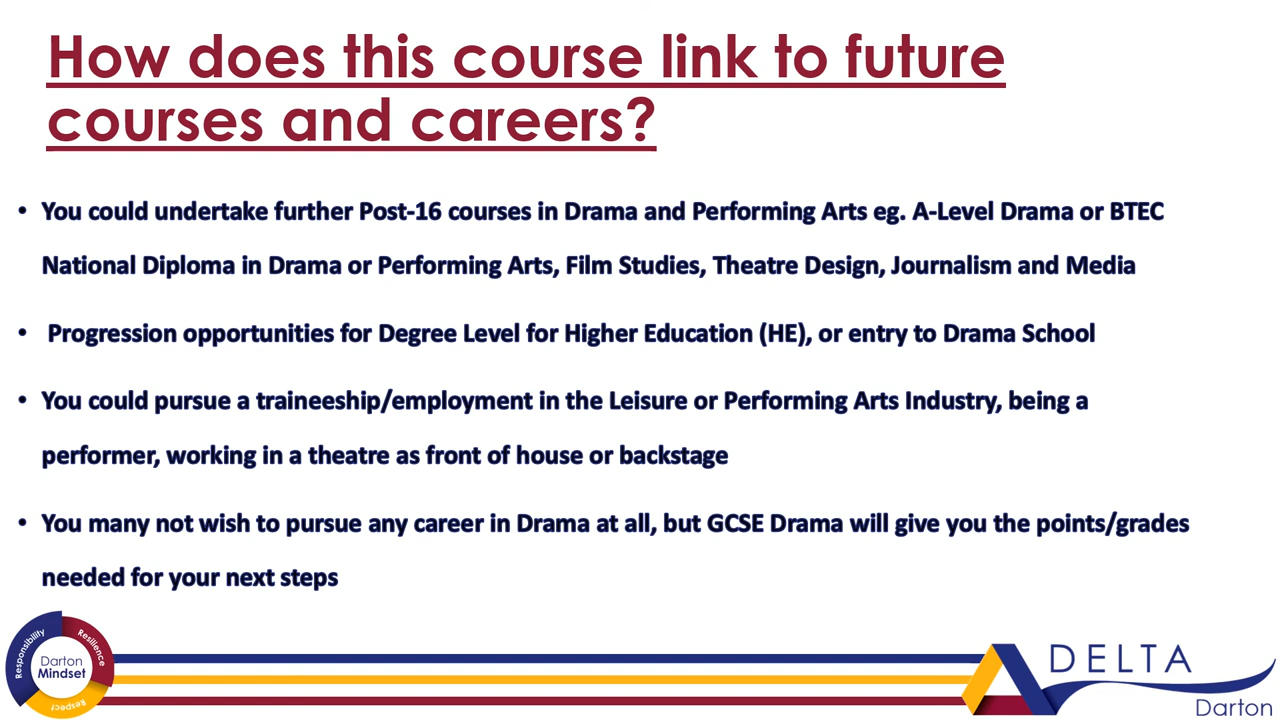 How does this course link to future
courses and careers?
• You could undertake further Post-16 courses in Drama and Performing Arts eg. A-Level Drama or BTEC
National Diploma in Drama or Performing Arts, Film Studies, Theatre Design, Journalism and Media
• Progression opportunities for Degree Level for Higher Education (HE), or entry to Drama School
• You could pursue a traineeship/employment in the Leisure or Performing Arts Industry, being a
performer, working in a theatre as front of house or backstage
• You many not wish to pursue any career in Drama at all, but GCSE Drama will give you the points/grades
needed for your next steps
Responsibility
Resilience
Darton
Mindset
Respect
DELTA
Darton